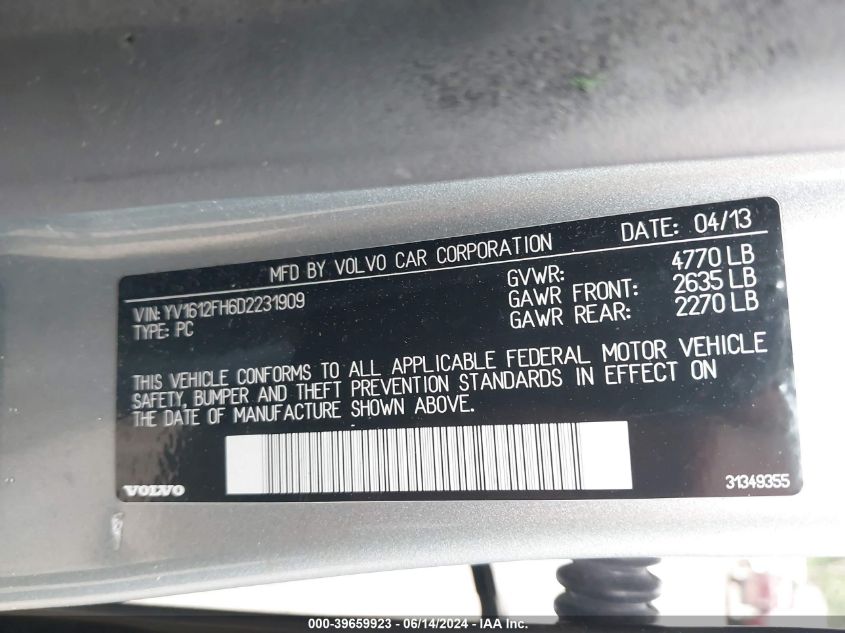 MFD BY VOLVO CAR CORPORATION DATE: 04/13
VIN: YV1612FH6D2231909
TYPE: PC
GVWR: 4770 LB
GAWR FRONT: 2635 LB
GAWR REAR: 2270 LB
THIS VEHICLE CONFORMS TO ALL APPLICABLE FEDERAL MOTOR VEHICLE
SAFETY, BUMPER AND THEFT PREVENTION STANDARDS IN EFFECT ON
THE DATE OF MANUFACTURE SHOWN ABOVE.
VOLVO 31349355
000-39659923 - 06/14/2024 - IAA Inc.